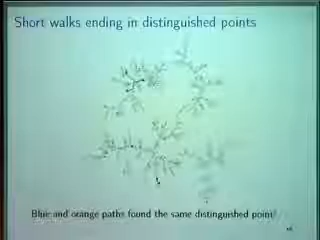 Short walks ending in distinguished points
Blue and orange paths found the same distinguished point!